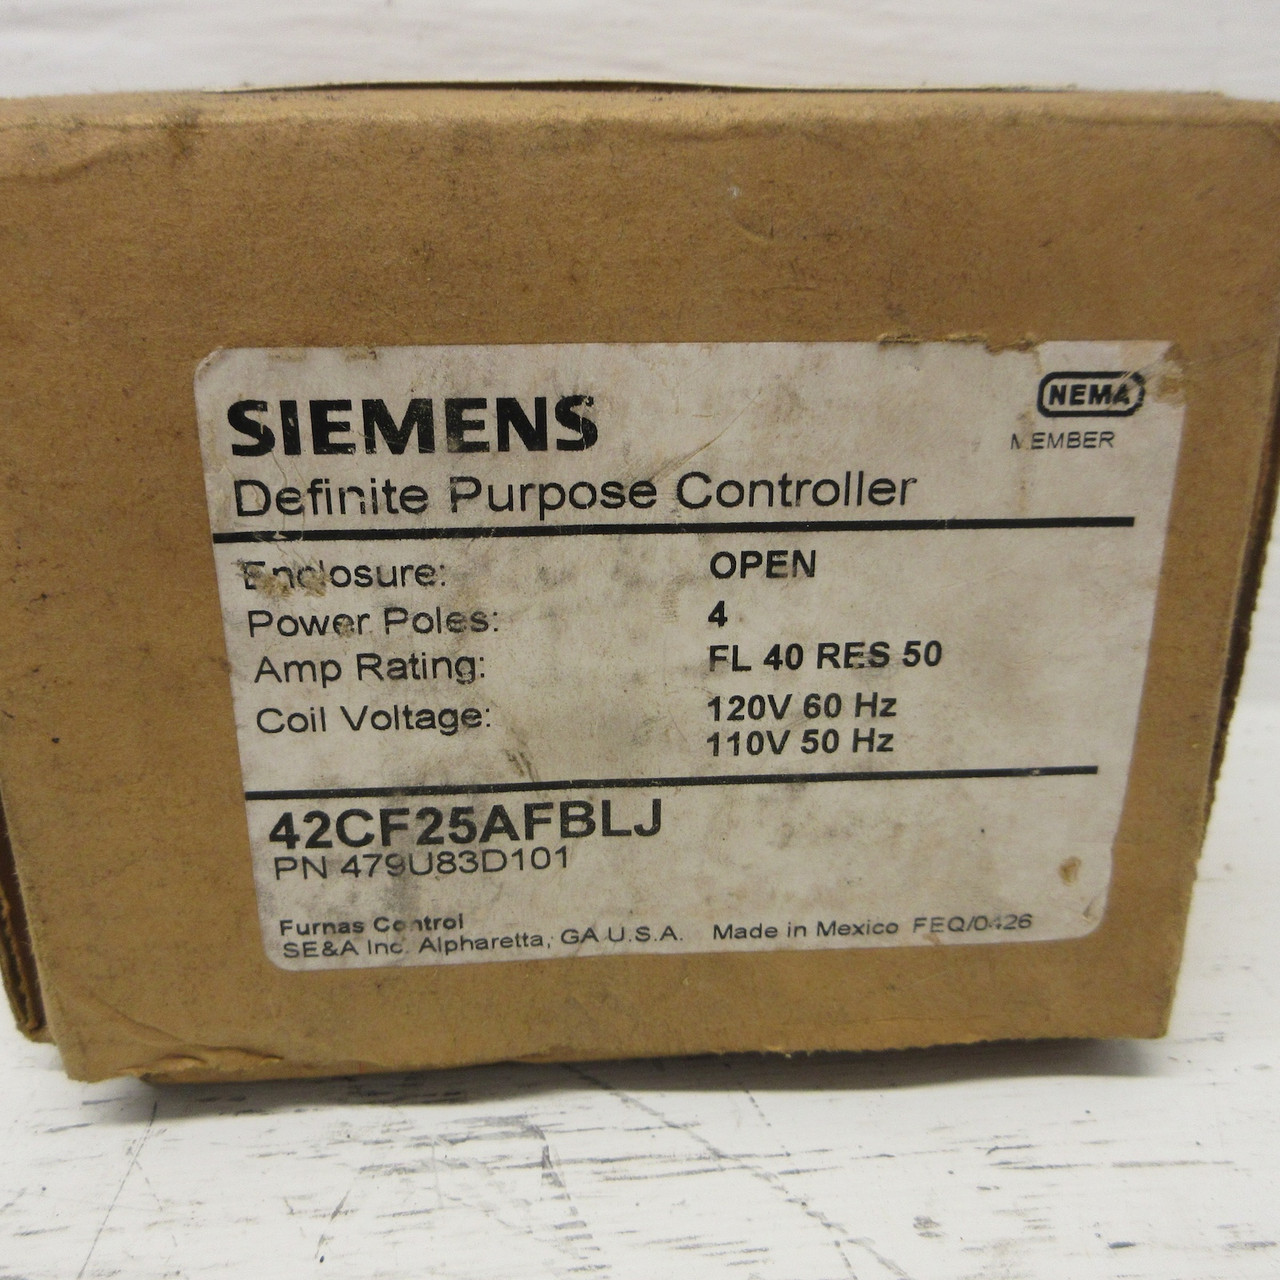 SIEMENS
NEMA
MEMBER
Definite Purpose Controller
Enclosure: OPEN
Power Poles: 4
Amp Rating: FL 40 RES 50
Coil Voltage: 120V 60 Hz
110V 50 Hz
42CF25AFBLJ
PN 479U83D101
Furnas Control
SE&A Inc. Alpharetta, GA U.S.A. Made in Mexico FEQ/0426